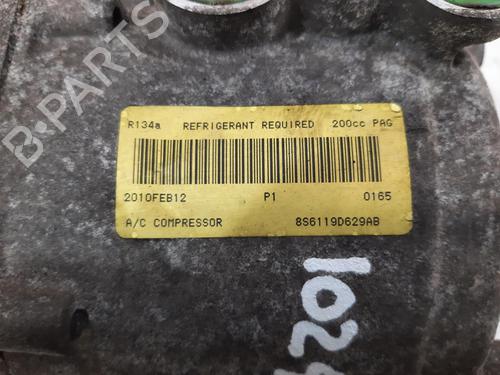 B-PARTS
R134a REFRIGERANT REQUIRED 200cc PAG
2010FEB12 P1 0165
A/C COMPRESSOR 8S6119D629AB